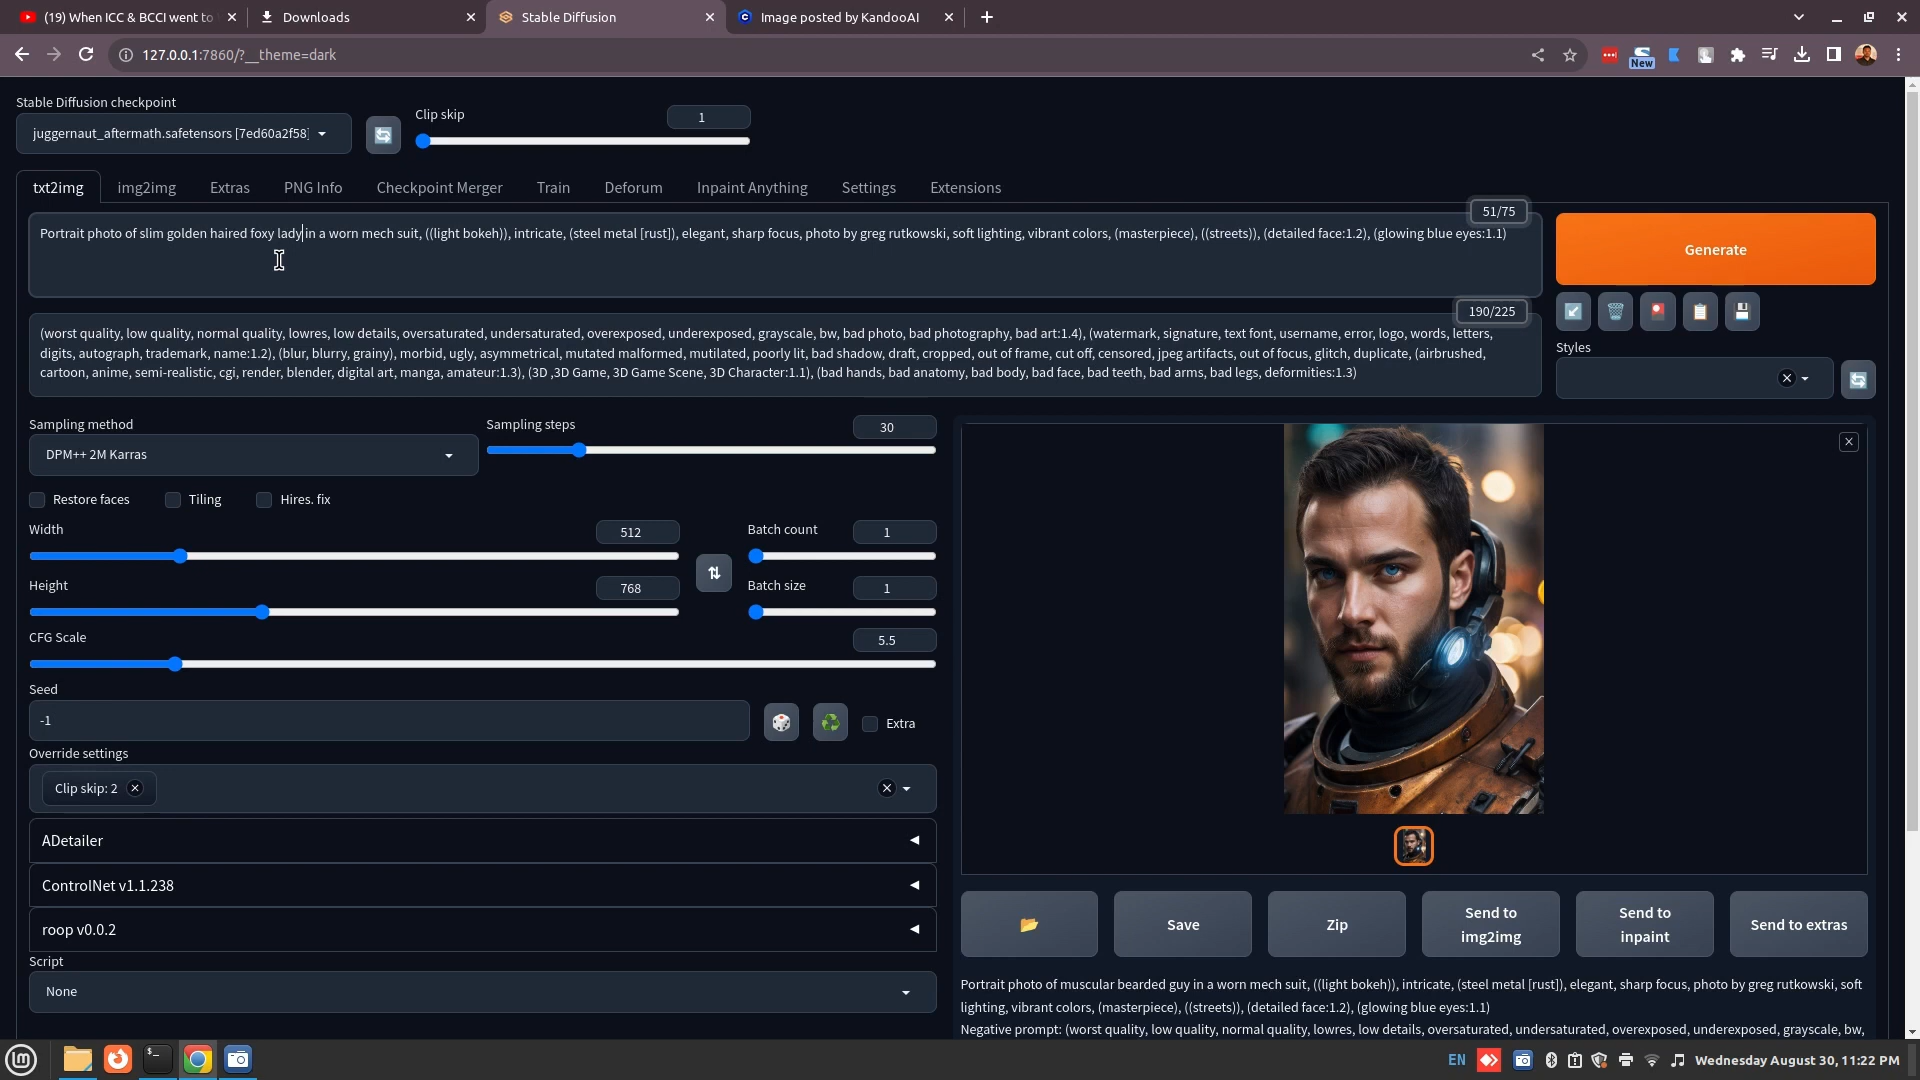 (19) When ICC & BCCI went to
Downloads
Stable Diffusion
Image posted by KandooAI
127.0.0.1:7860/?__theme=dark
New
Stable Diffusion checkpoint
juggernaut_aftermath.safetensors [7ed60a2f58]
Clip skip
1
txt2img
img2img
Extras
PNG Info
Checkpoint Merger
Train
Deforum
Inpaint Anything
Settings
Extensions
51/75
Portrait photo of slim golden haired foxy lady in a worn mech suit, ((light bokeh)), intricate, (steel metal [rust]), elegant, sharp focus, photo by greg rutkowski, soft lighting, vibrant colors, (masterpiece), ((streets)), (detailed face:1.2), (glowing blue eyes:1.1)
Generate
190/225
(worst quality, low quality, normal quality, lowres, low details, oversaturated, undersaturated, overexposed, underexposed, grayscale, bw, bad photo, bad photography, bad art:1.4), (watermark, signature, text font, username, error, logo, words, letters,
digits, autograph, trademark, name:1.2), (blur, blurry, grainy), morbid, ugly, asymmetrical, mutated malformed, mutilated, poorly lit, bad shadow, draft, cropped, out of frame, cut off, censored, jpeg artifacts, out of focus, glitch, duplicate, (airbrushed,
cartoon, anime, semi-realistic, cgi, render, blender, digital art, manga, amateur:1.3), (3D ,3D Game, 3D Game Scene, 3D Character:1.1), (bad hands, bad anatomy, bad body, bad face, bad teeth, bad arms, bad legs, deformities:1.3)
Styles
Sampling method
DPM++ 2M Karras
Sampling steps
30
Restore faces
Tiling
Hires. fix
Width
512
Batch count
1
Height
768
Batch size
1
CFG Scale
5.5
Seed
-1
Extra
Override settings
Clip skip: 2
ADetailer
ControlNet v1.1.238
roop v0.0.2
Script
None
Save
Zip
Send to
img2img
Send to
inpaint
Send to extras
Portrait photo of muscular bearded guy in a worn mech suit, ((light bokeh)), intricate, (steel metal [rust]), elegant, sharp focus, photo by greg rutkowski, soft
lighting, vibrant colors, (masterpiece), ((streets)), (detailed face:1.2), (glowing blue eyes:1.1)
Negative prompt: (worst quality, low quality, normal quality, lowres, low details, oversaturated, undersaturated, overexposed, underexposed, grayscale, bw,
EN
Wednesday August 30, 11:22 PM